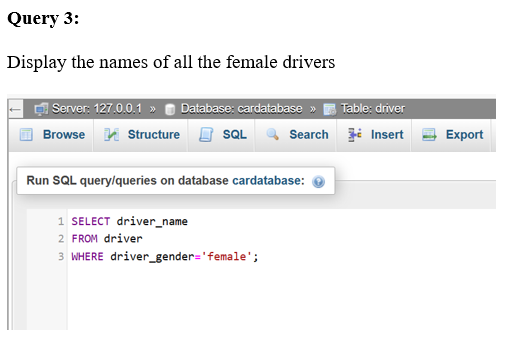 Query 3:
Display the names of all the female drivers
← Server: 127.0.0.1 » Database: cardatabase » Table: driver
Browse Structure SQL Search Insert Export
Run SQL query/queries on database cardatabase:
1 SELECT driver_name
2 FROM driver
3 WHERE driver_gender='female';